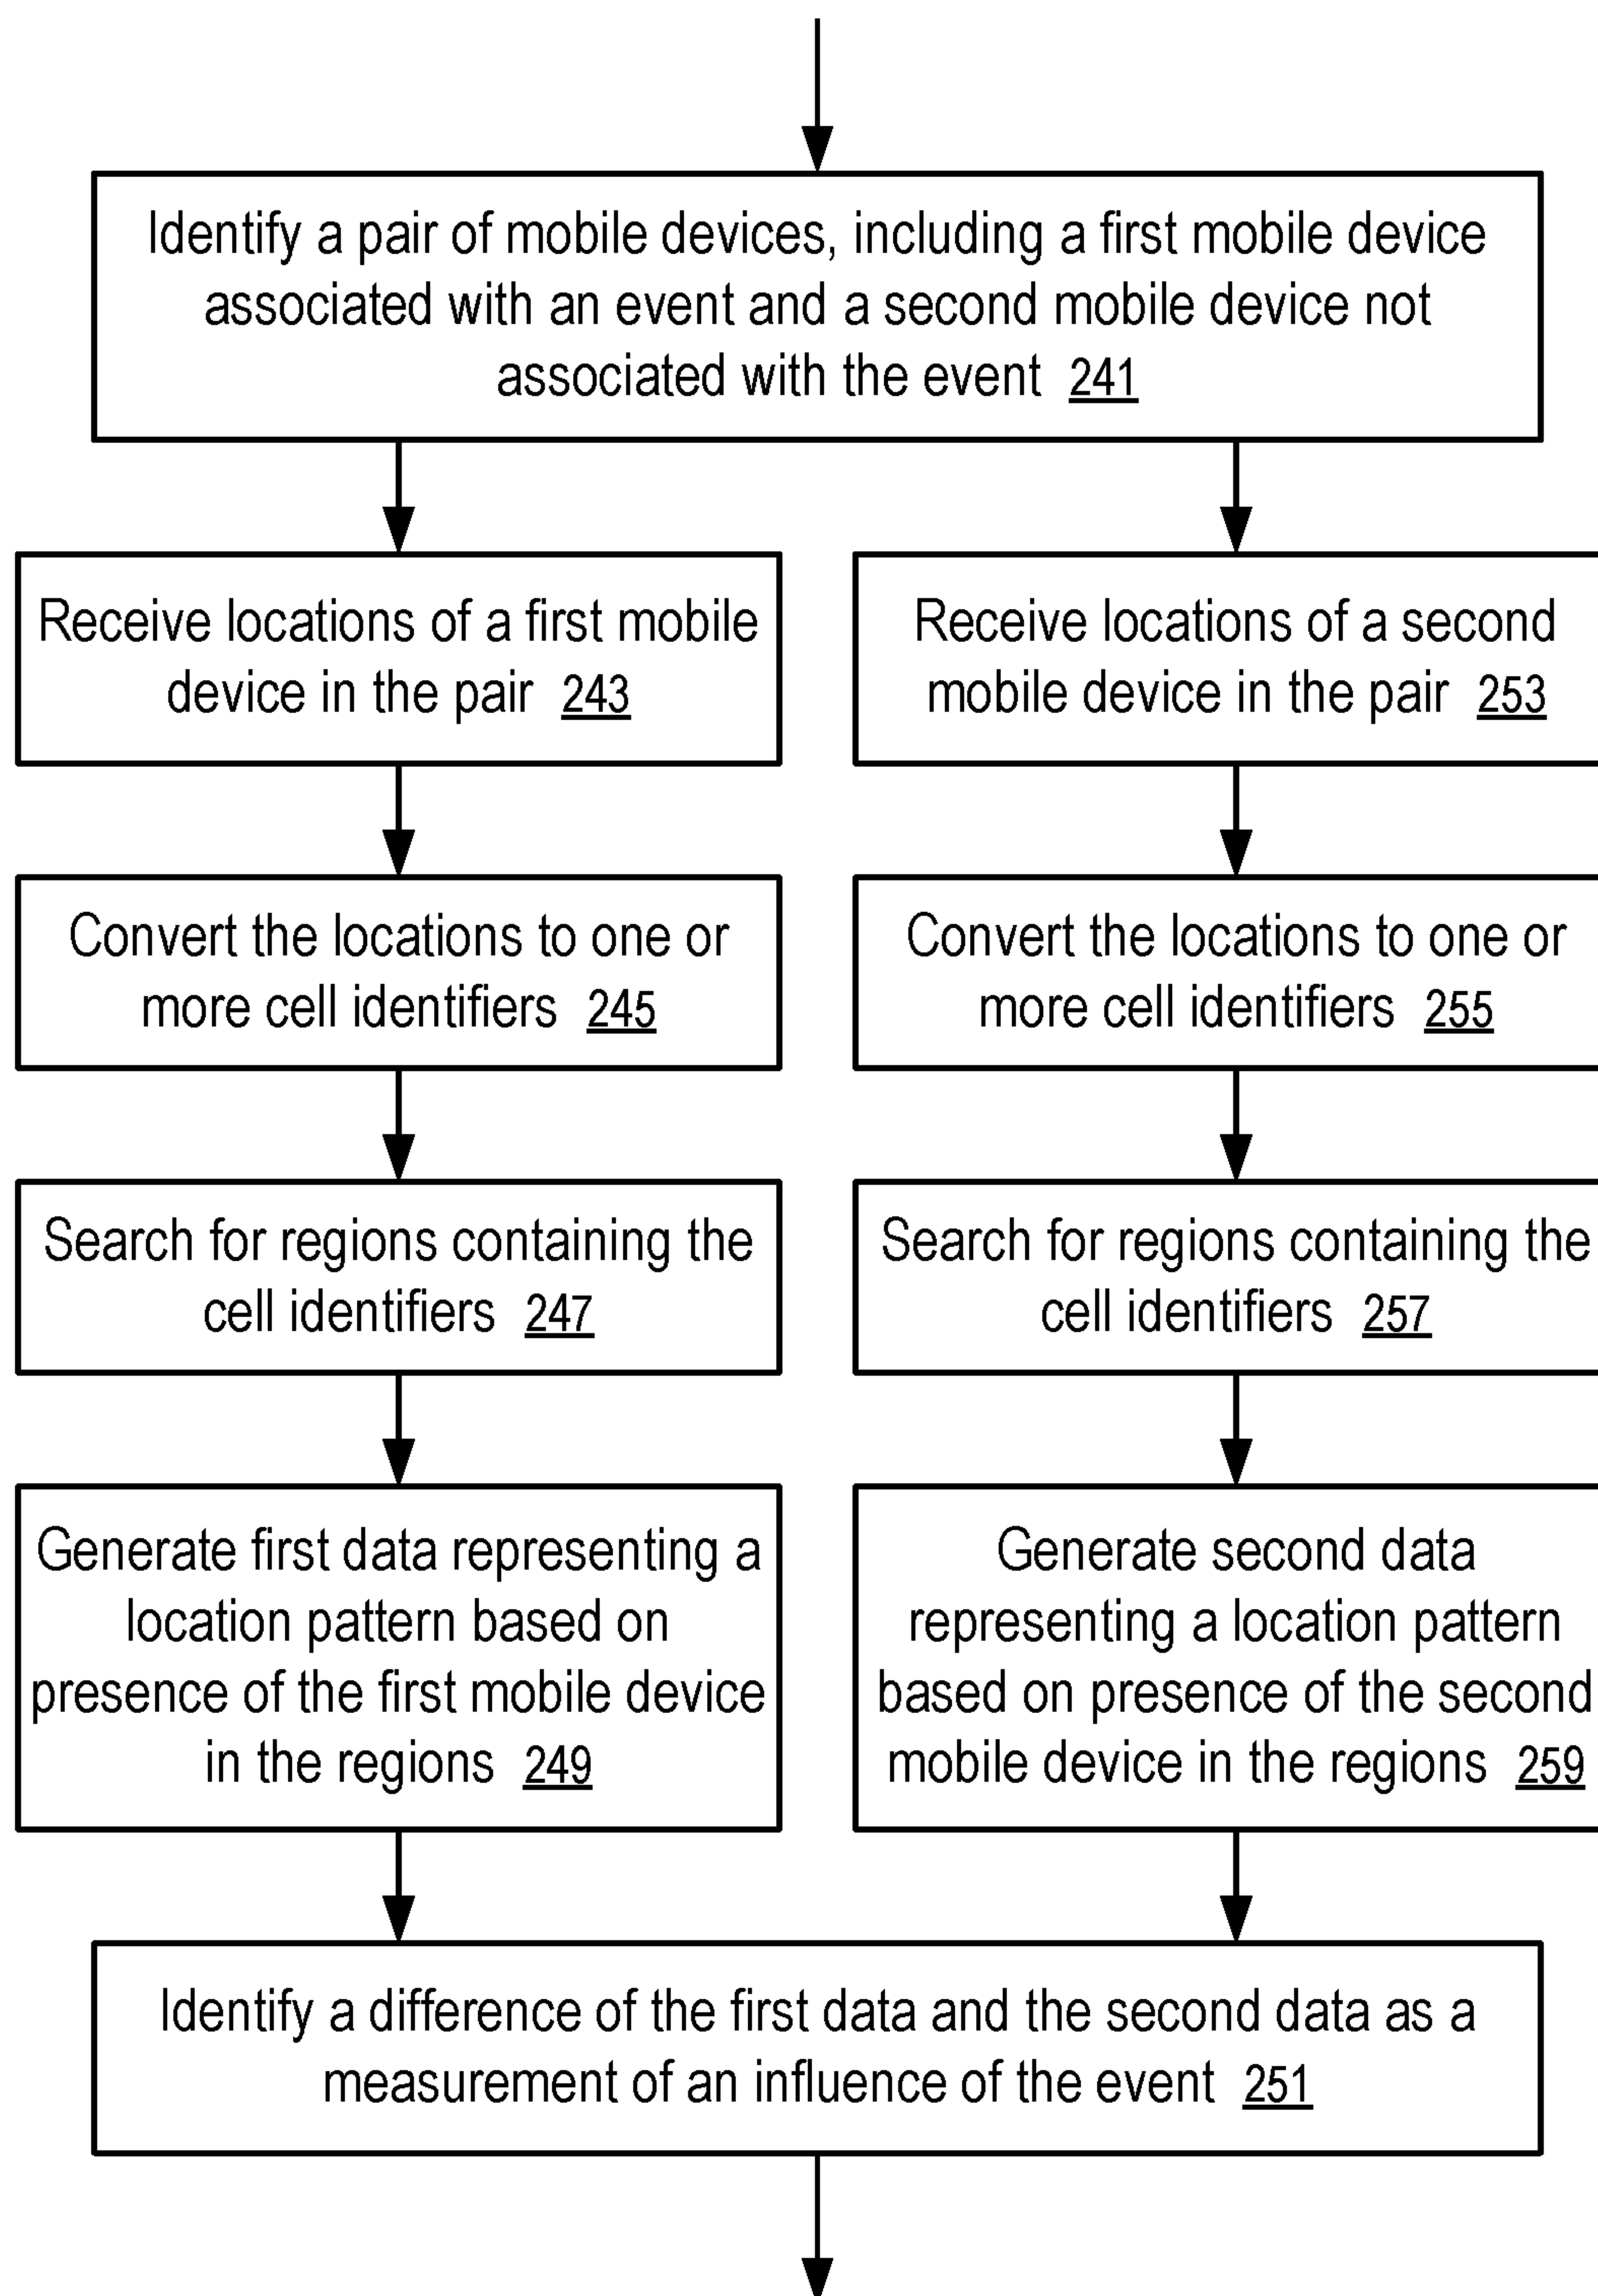 Identify a pair of mobile devices, including a first mobile device
associated with an event and a second mobile device not
associated with the event 241
Receive locations of a first mobile
device in the pair 243
Convert the locations to one or
more cell identifiers 245
Search for regions containing the
cell identifiers 247
Generate first data representing a
location pattern based on
presence of the first mobile device
in the regions 249
Receive locations of a second
mobile device in the pair 253
Convert the locations to one or
more cell identifiers 255
Search for regions containing the
cell identifiers 257
Generate second data
representing a location pattern
based on presence of the second
mobile device in the regions 259
Identify a difference of the first data and the second data as a
measurement of an influence of the event 251